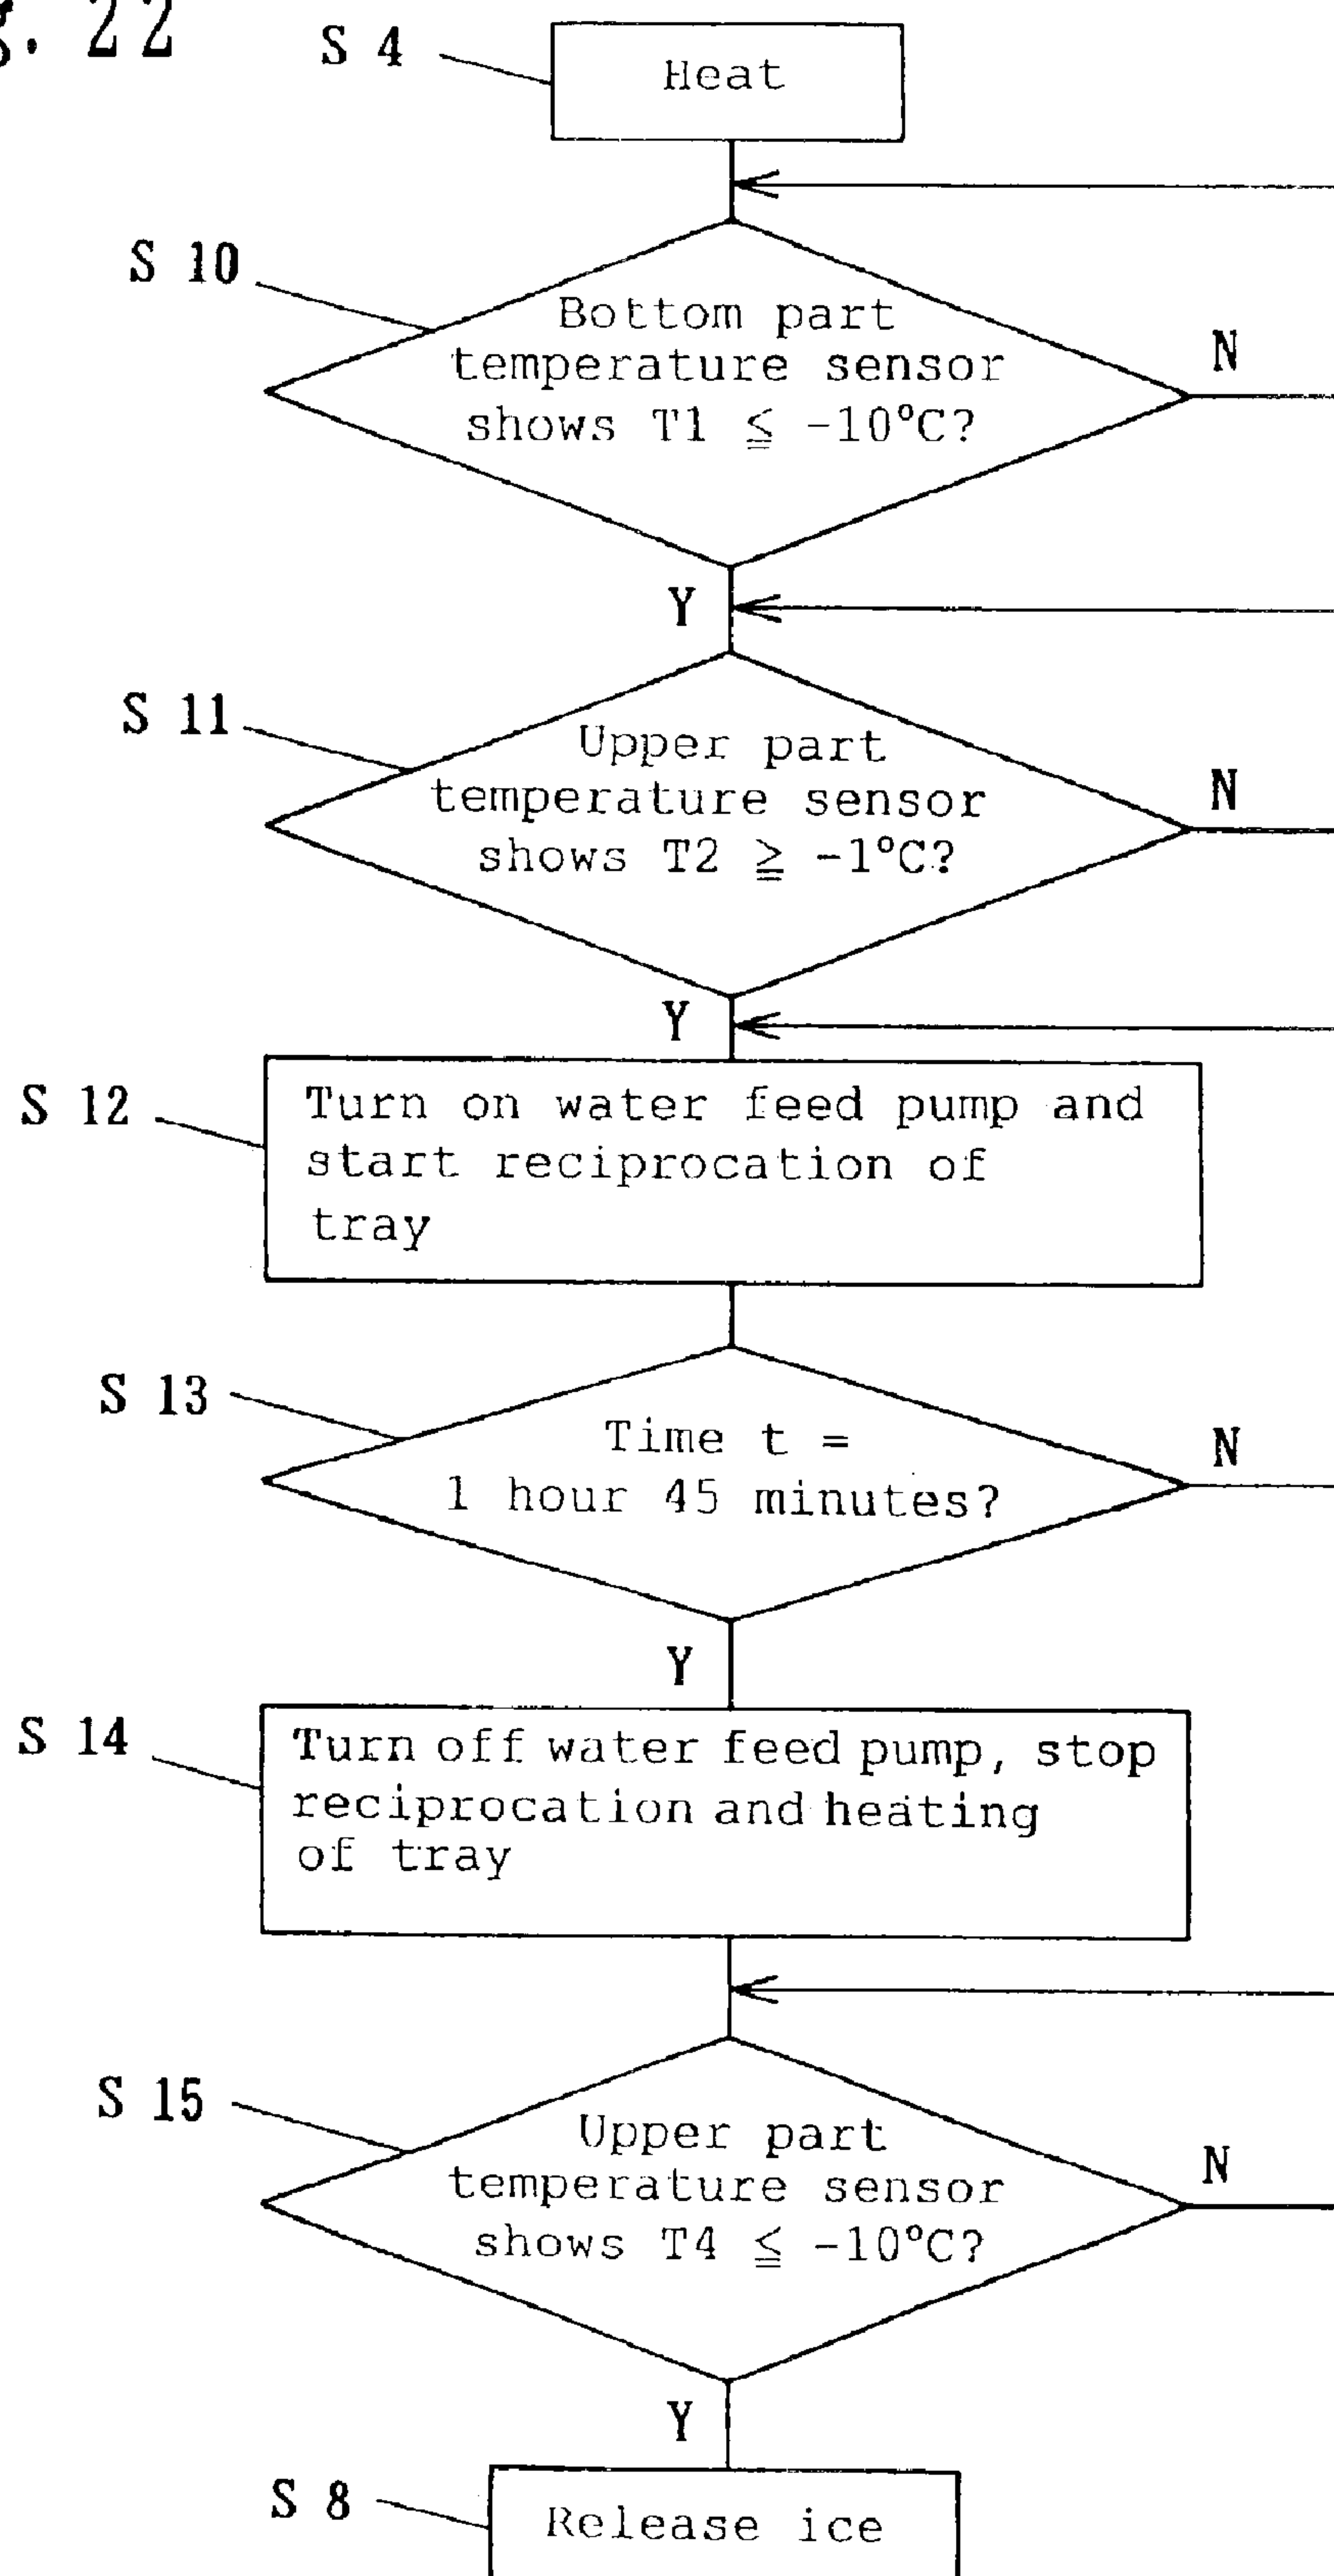 g. 22
S 4
Heat
S 10
Bottom part
temperature sensor
shows T1 ≦ -10°C?
N
Y
S 11
Upper part
temperature sensor
shows T2 ≧ -1°C?
N
Y
S 12
Turn on water feed pump and
start reciprocation of
tray
S 13
Time t =
1 hour 45 minutes?
N
Y
S 14
Turn off water feed pump, stop
reciprocation and heating
of tray
S 15
Upper part
temperature sensor
shows T4 ≦ -10°C?
N
Y
S 8
Release ice